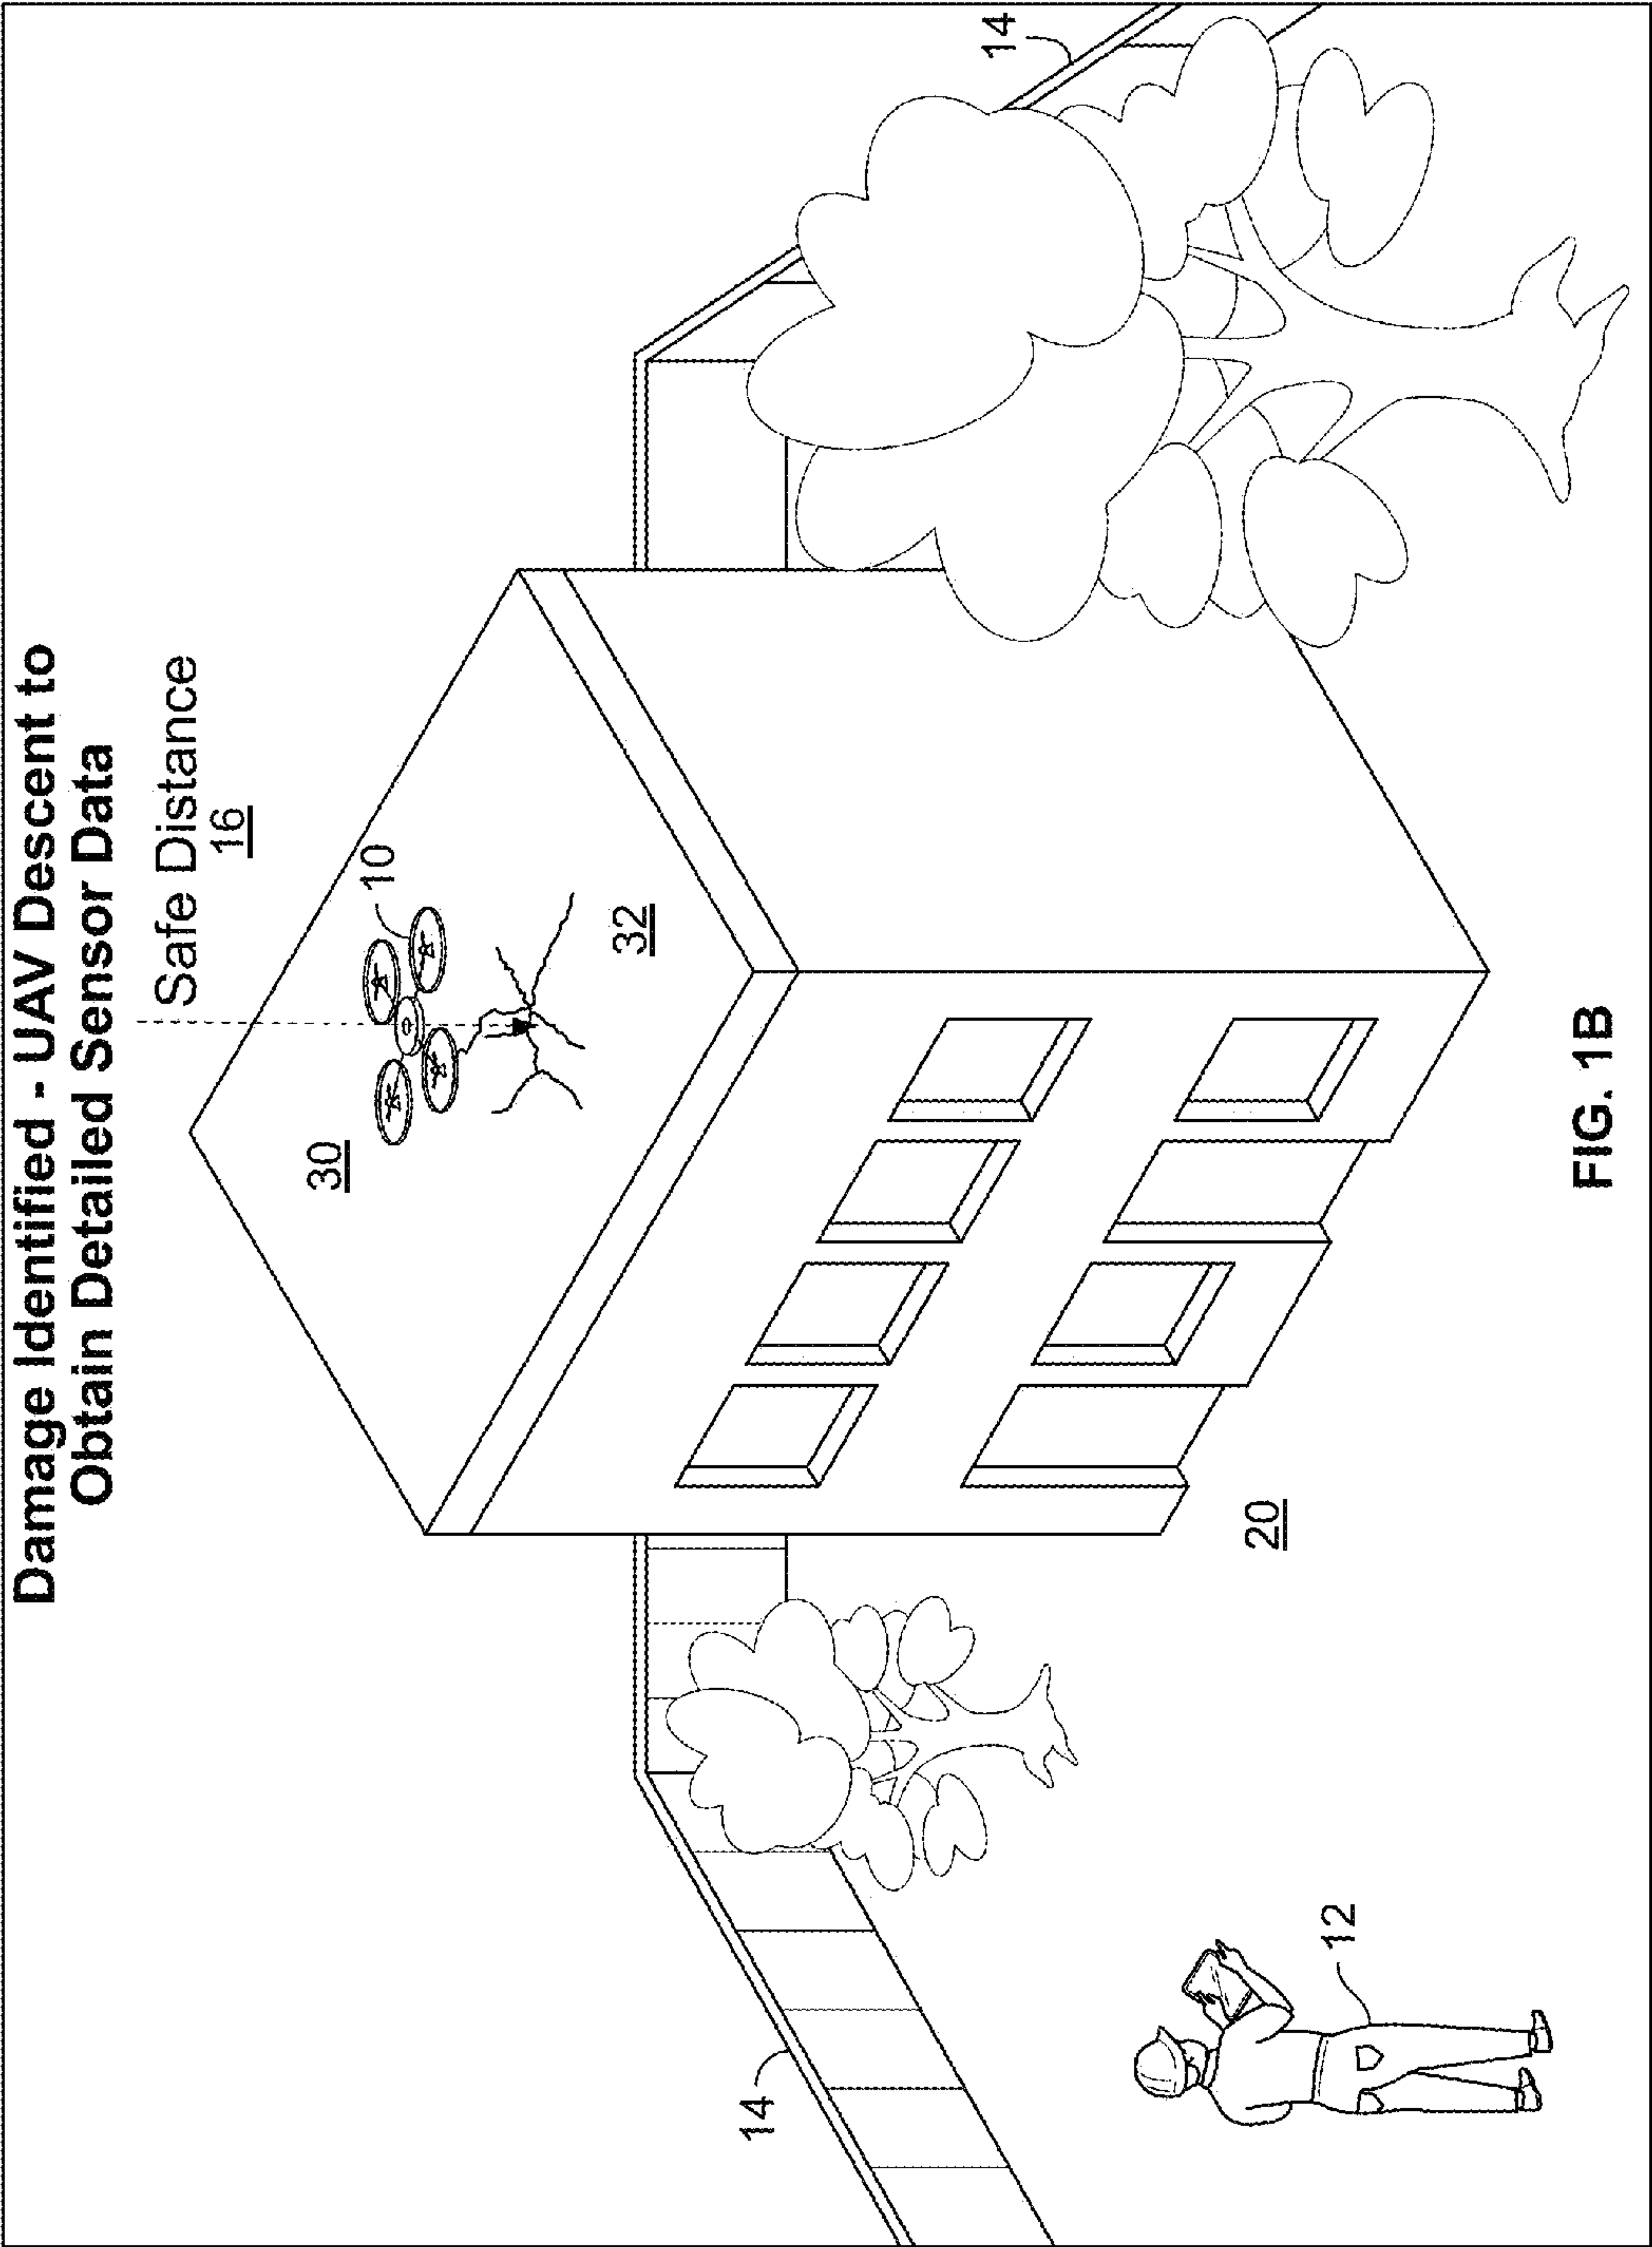 Damage Identified - UAV Descent to
Obtain Detailed Sensor Data
Safe Distance
16
10
30
32
14
14
20
12
FIG. 1B